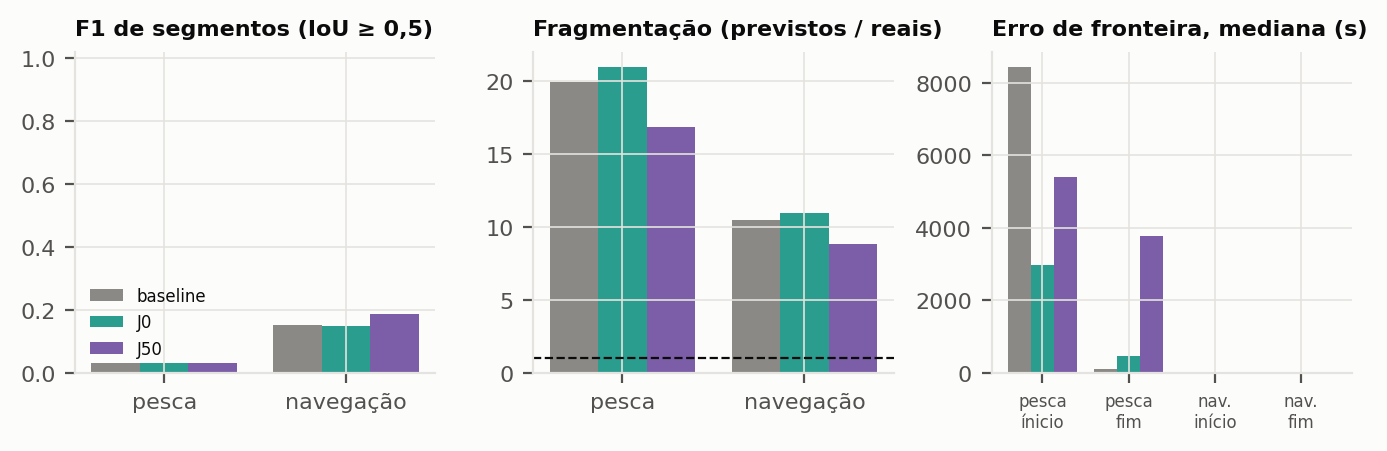 F1 de segmentos (IoU ≥ 0,5)
1.0
0.8
0.6
0.4
0.2
0.0
baseline
J0
J50
pesca
navegação
Fragmentação (previstos / reais)
20
15
10
5
0
pesca
navegação
Erro de fronteira, mediana (s)
8000
6000
4000
2000
0
pesca
ínicio
pesca
fim
nav.
início
nav.
fim